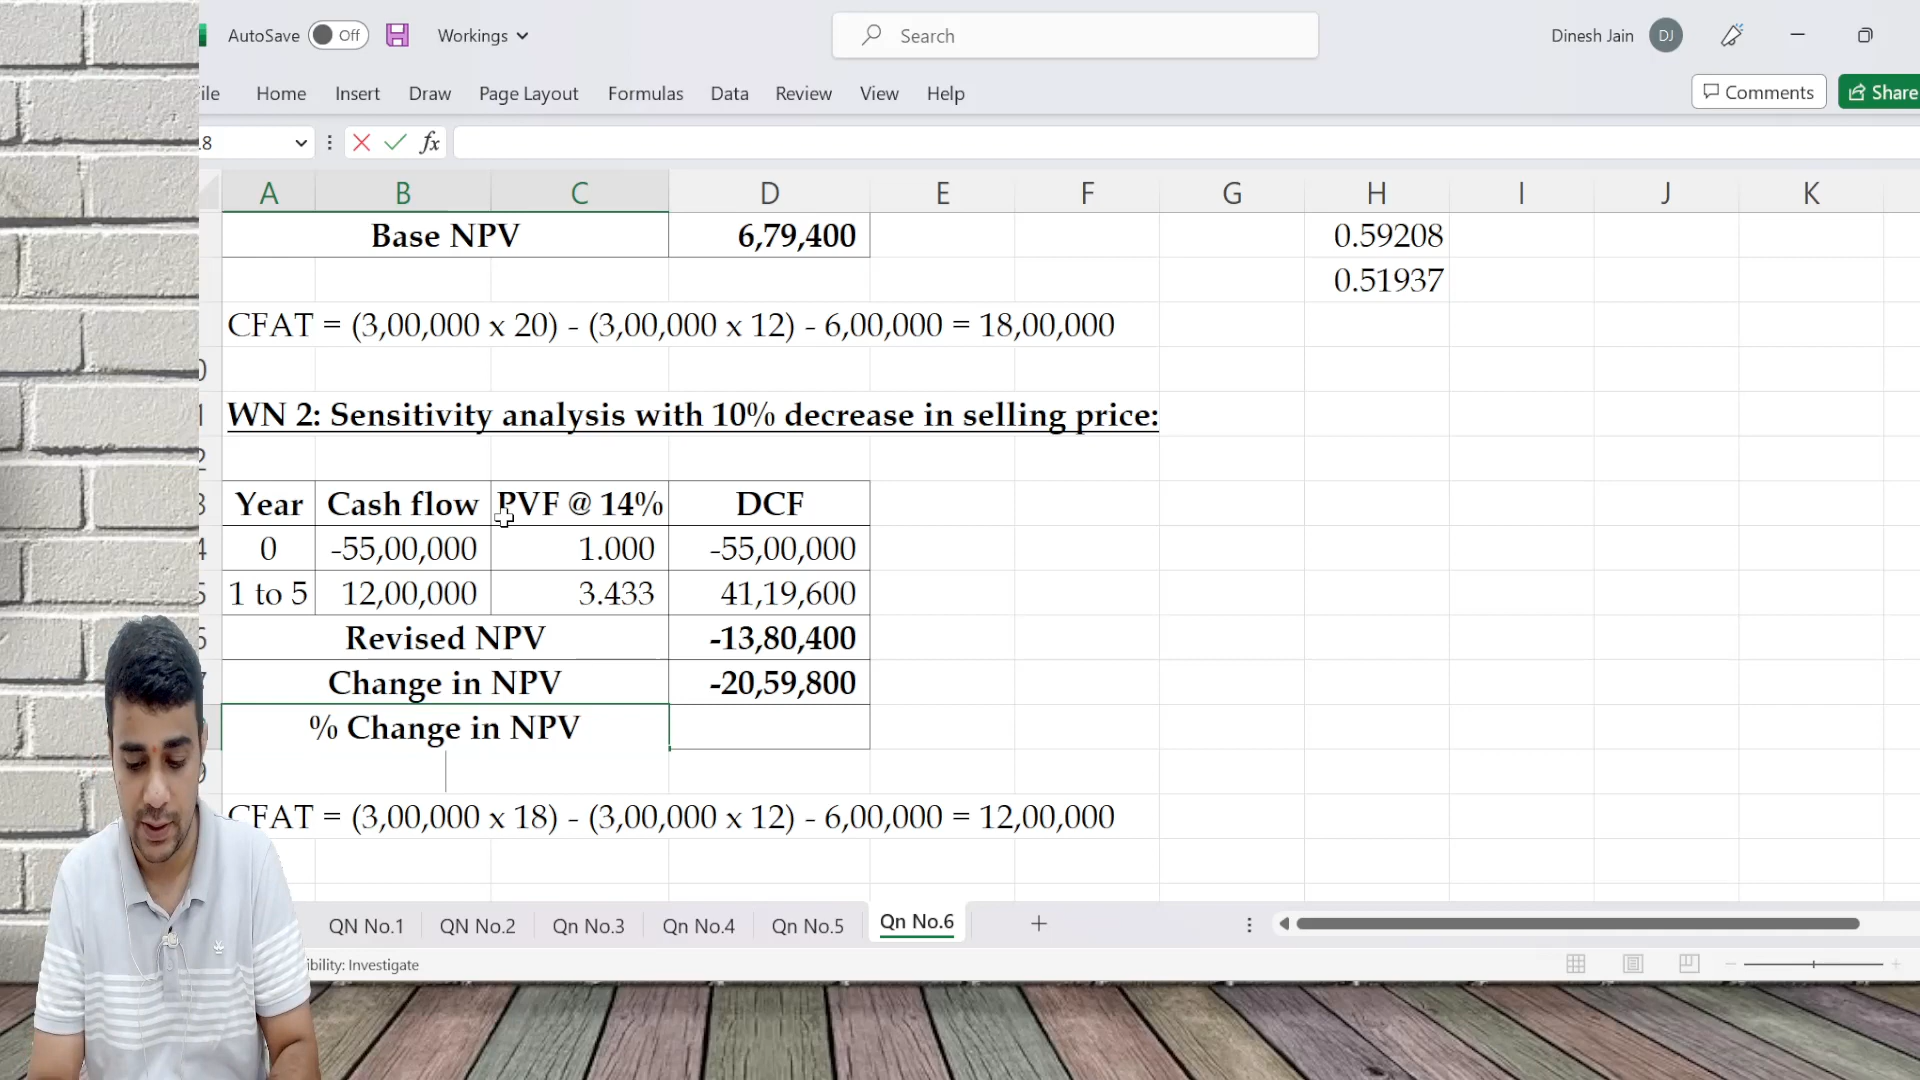 AutoSave Off Workings Search Dinesh Jain DJ
ile Home Insert Draw Page Layout Formulas Data Review View Help Comments Share
.8 fx
A B C D E F G H I J K
Base NPV 6,79,400 0.59208
0.51937
CFAT = (3,00,000 x 20) - (3,00,000 x 12) - 6,00,000 = 18,00,000
WN 2: Sensitivity analysis with 10% decrease in selling price:
Year Cash flow PVF @ 14% DCF
0 -55,00,000 1.000 -55,00,000
1 to 5 12,00,000 3.433 41,19,600
Revised NPV -13,80,400
Change in NPV -20,59,800
% Change in NPV
CFAT = (3,00,000 x 18) - (3,00,000 x 12) - 6,00,000 = 12,00,000
QN No.1 QN No.2 Qn No.3 Qn No.4 Qn No.5 Qn No.6
ibility: Investigate